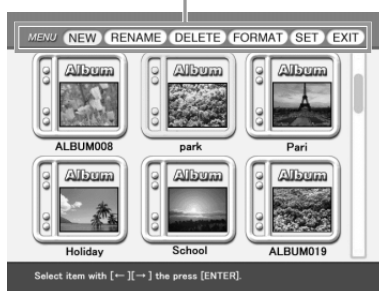 MENU NEW RENAME DELETE FORMAT SET EXIT
Album Album Album
ALBUM008 park Pari
Album Album Album
Holiday School ALBUM019
Select item with [←][→] the press [ENTER].